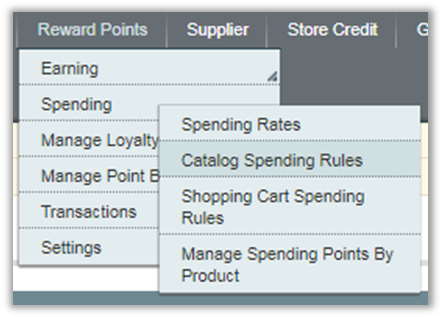 Reward Points Supplier Store Credit G
Earning
Spending
Manage Loyalty
Manage Point B
Transactions
Settings
Spending Rates
Catalog Spending Rules
Shopping Cart Spending
Rules
Manage Spending Points By
Product